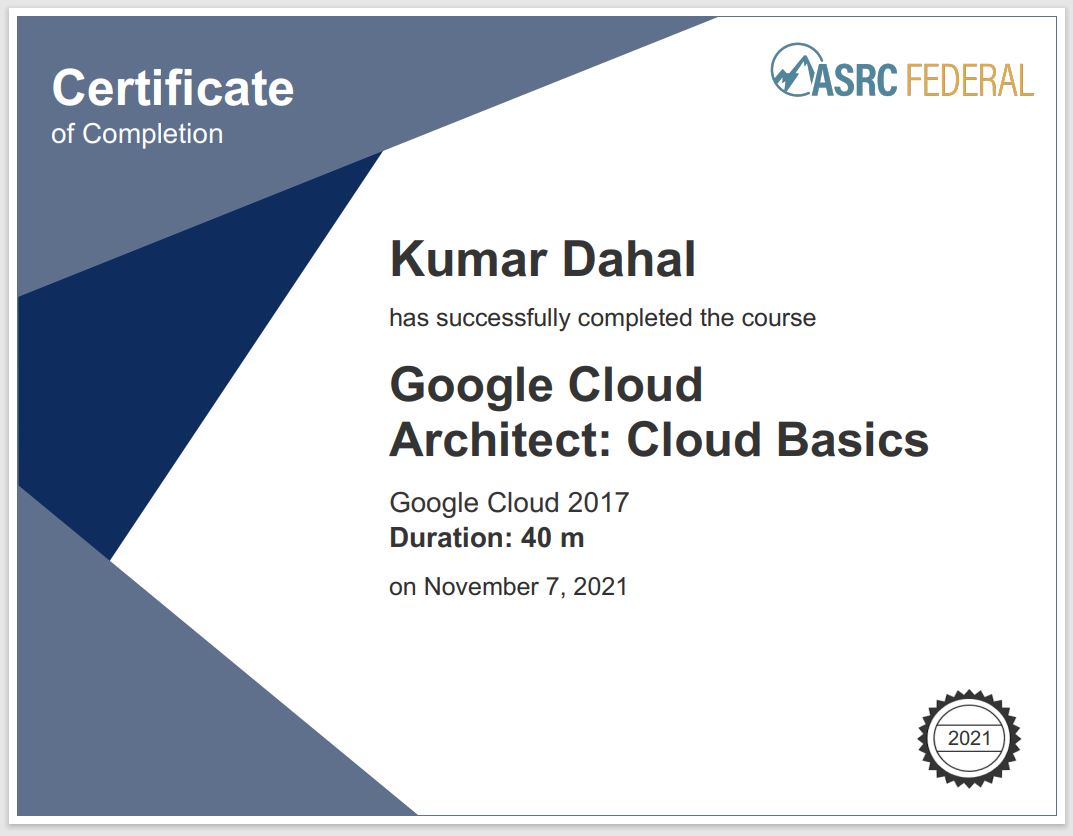 Certificate
of Completion
ASRC FEDERAL
Kumar Dahal
has successfully completed the course
Google Cloud
Architect: Cloud Basics
Google Cloud 2017
Duration: 40 m
on November 7, 2021
2021